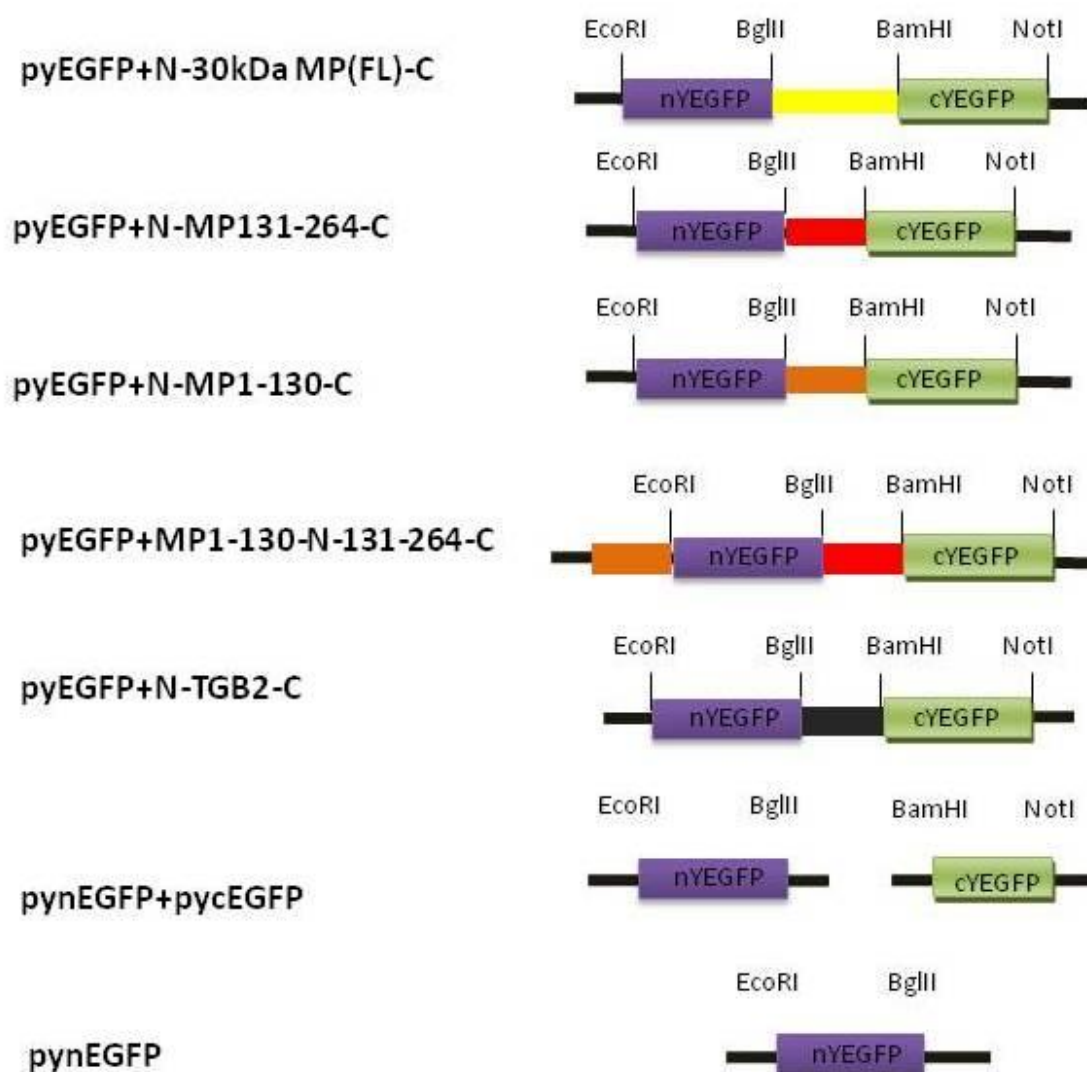 EcoRI BglII BamHI NotI
pyEGFP+N-30kDa MP(FL)-C
nYEGFP cYEGFP
EcoRI BglII BamHI NotI
pyEGFP+N-MP131-264-C
nYEGFP cYEGFP
EcoRI BglII BamHI NotI
pyEGFP+N-MP1-130-C
nYEGFP cYEGFP
EcoRI BglII BamHI NotI
pyEGFP+MP1-130-N-131-264-C
nYEGFP cYEGFP
EcoRI BglII BamHI NotI
pyEGFP+N-TGB2-C
nYEGFP cYEGFP
EcoRI BglII BamHI NotI
pynEGFP+pycEGFP
nYEGFP cYEGFP
EcoRI BglII
pynEGFP
nYEGFP